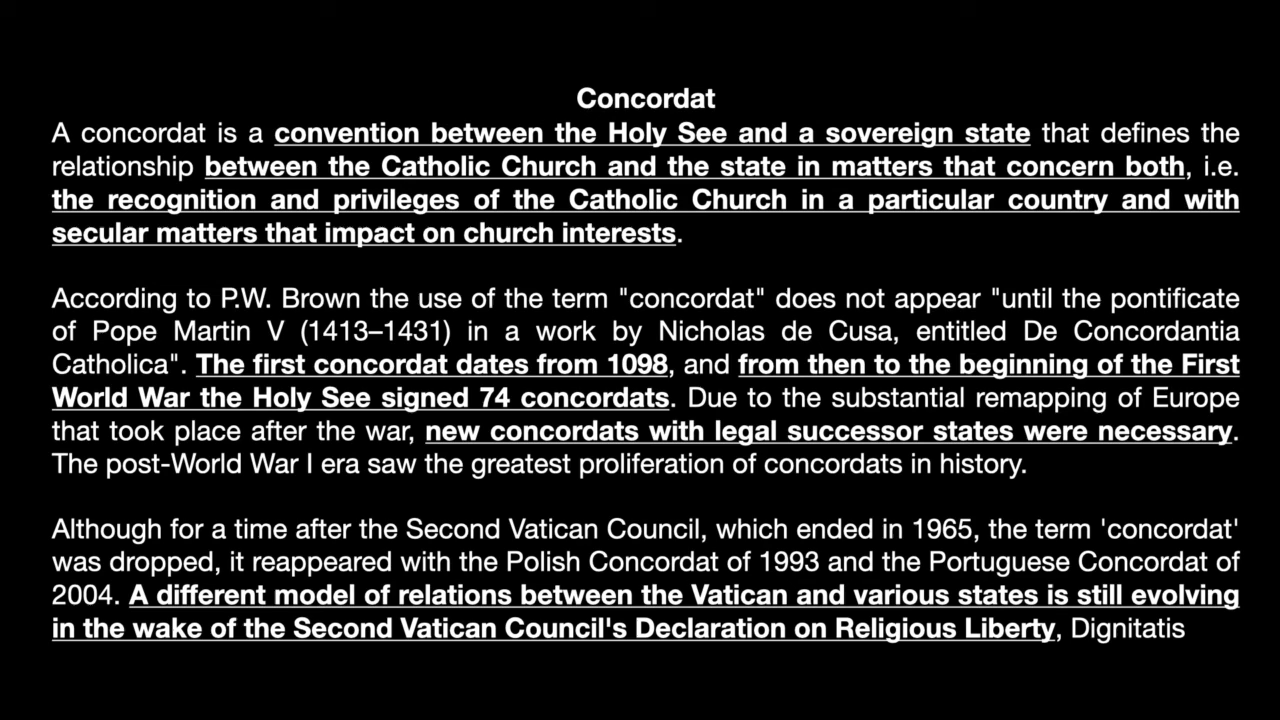 Concordat
A concordat is a convention between the Holy See and a sovereign state that defines the
relationship between the Catholic Church and the state in matters that concern both, i.e.
the recognition and privileges of the Catholic Church in a particular country and with
secular matters that impact on church interests.
According to P.W. Brown the use of the term "concordat" does not appear "until the pontificate
of Pope Martin V (1413–1431) in a work by Nicholas de Cusa, entitled De Concordantia
Catholica". The first concordat dates from 1098, and from then to the beginning of the First
World War the Holy See signed 74 concordats. Due to the substantial remapping of Europe
that took place after the war, new concordats with legal successor states were necessary.
The post-World War I era saw the greatest proliferation of concordats in history.
Although for a time after the Second Vatican Council, which ended in 1965, the term 'concordat'
was dropped, it reappeared with the Polish Concordat of 1993 and the Portuguese Concordat of
2004. A different model of relations between the Vatican and various states is still evolving
in the wake of the Second Vatican Council's Declaration on Religious Liberty, Dignitatis